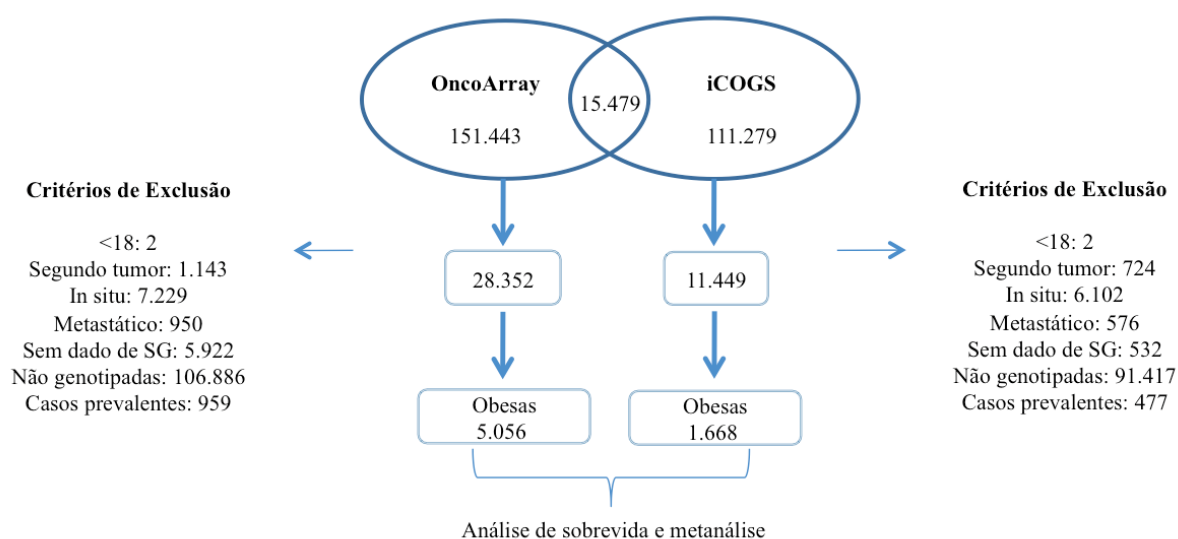 OncoArray
151.443
15.479
iCOGS
111.279
Critérios de Exclusão
<18: 2
Segundo tumor: 1.143
In situ: 7.229
Metastático: 950
Sem dado de SG: 5.922
Não genotipadas: 106.886
Casos prevalentes: 959
28.352
11.449
Critérios de Exclusão
<18: 2
Segundo tumor: 724
In situ: 6.102
Metastático: 576
Sem dado de SG: 532
Não genotipadas: 91.417
Casos prevalentes: 477
Obesas
5.056
Obesas
1.668
Análise de sobrevida e metanálise